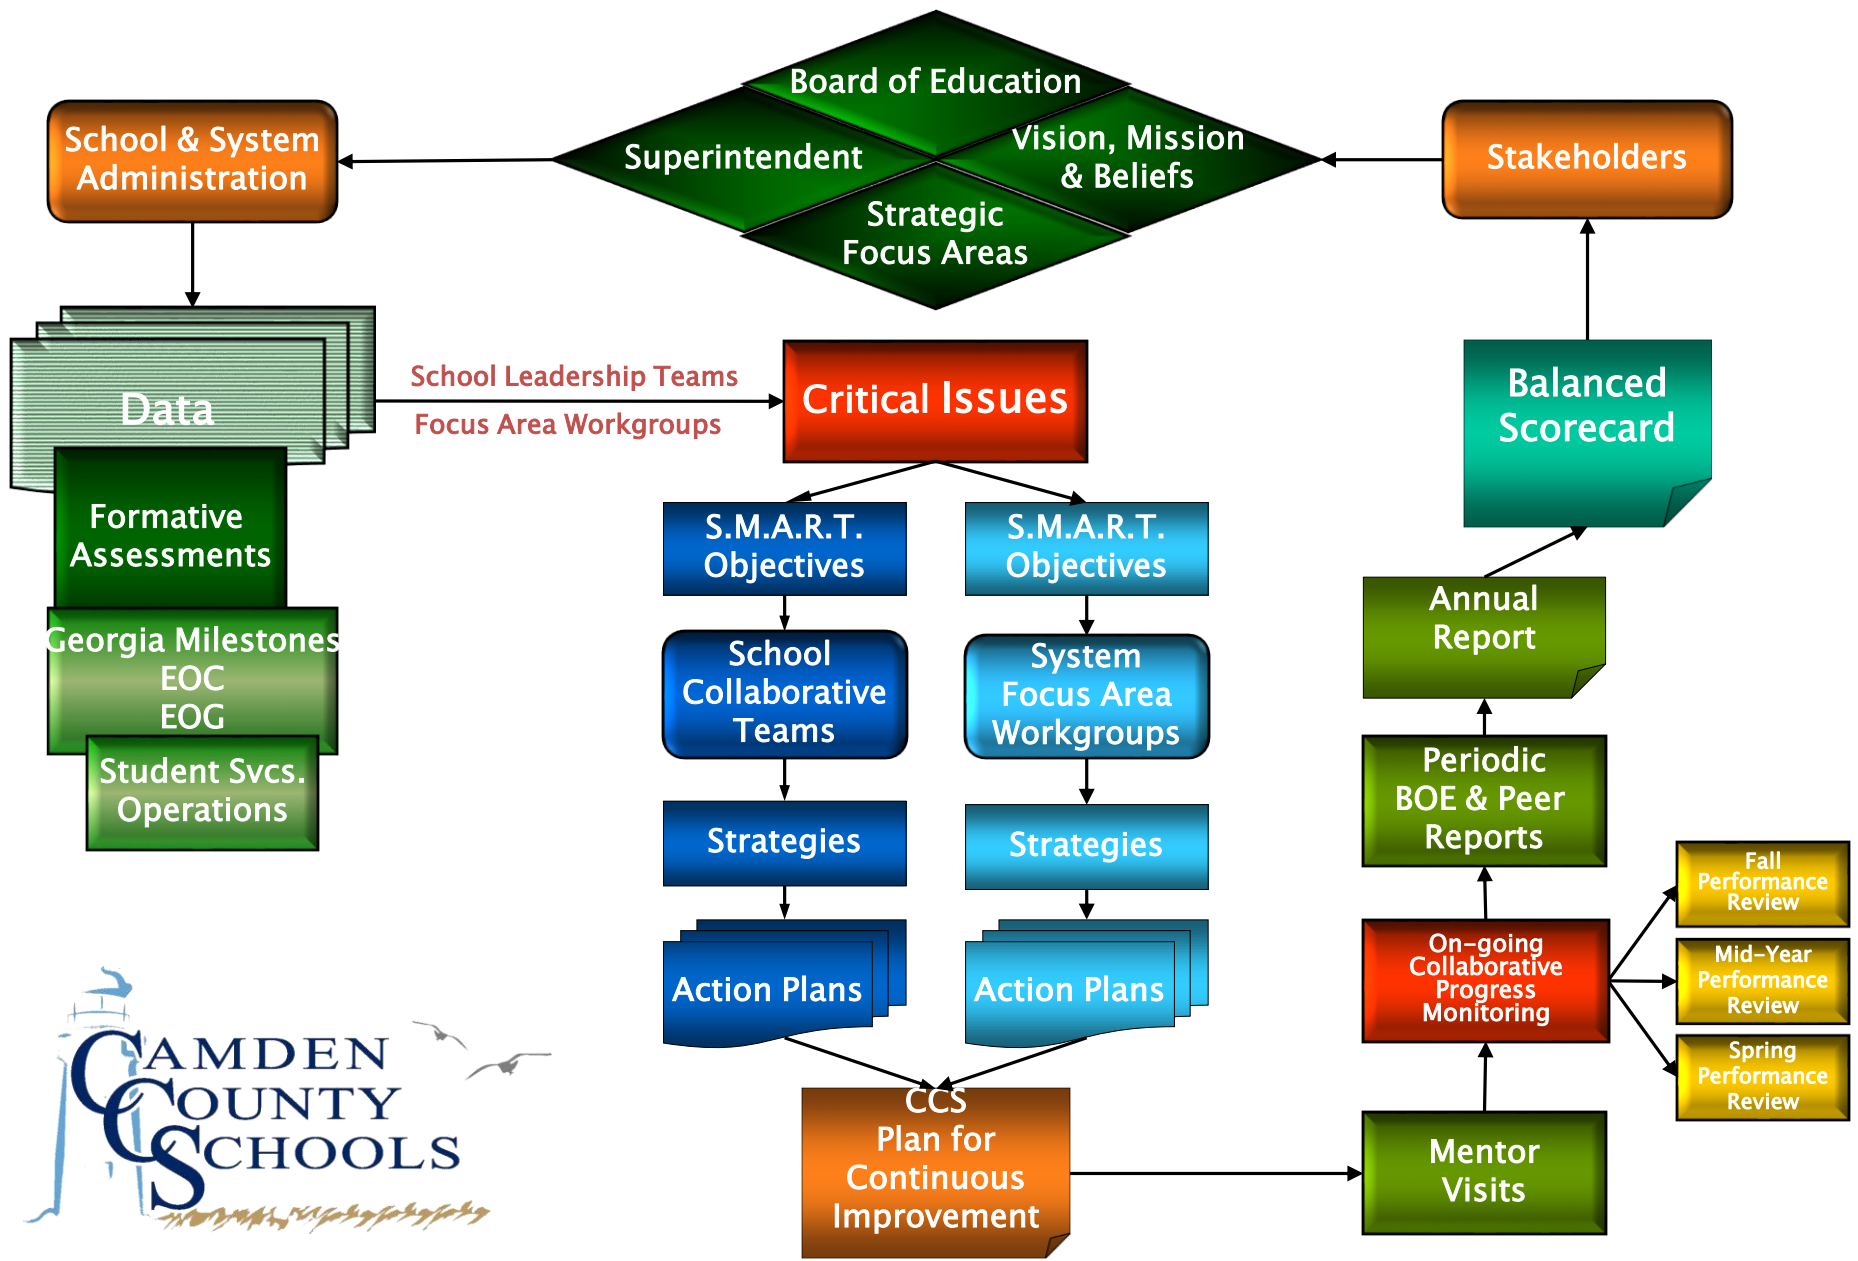 Board of Education
School & System
Administration
Superintendent
Vision, Mission
& Beliefs
Stakeholders
Strategic
Focus Areas
Data
School Leadership Teams
Focus Area Workgroups
Critical Issues
Balanced
Scorecard
Formative
Assessments
Georgia Milestones
EOC
EOG
Student Svcs.
Operations
S.M.A.R.T.
Objectives
School
Collaborative
Teams
Strategies
Action Plans
S.M.A.R.T.
Objectives
System
Focus Area
Workgroups
Strategies
Action Plans
CCS
Plan for
Continuous
Improvement
Annual
Report
Periodic
BOE & Peer
Reports
On-going
Collaborative
Progress
Monitoring
Mentor
Visits
Fall
Performance
Review
Mid-Year
Performance
Review
Spring
Performance
Review
CAMDEN
COUNTY
SCHOOLS